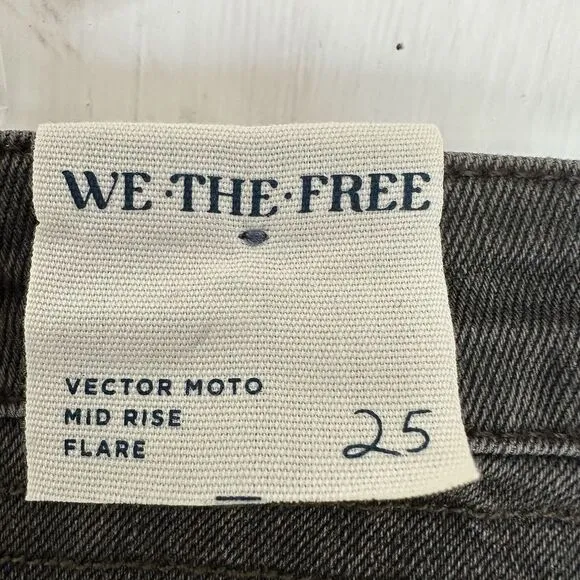 WE·THE·FREE
VECTOR MOTO
MID RISE
FLARE
25